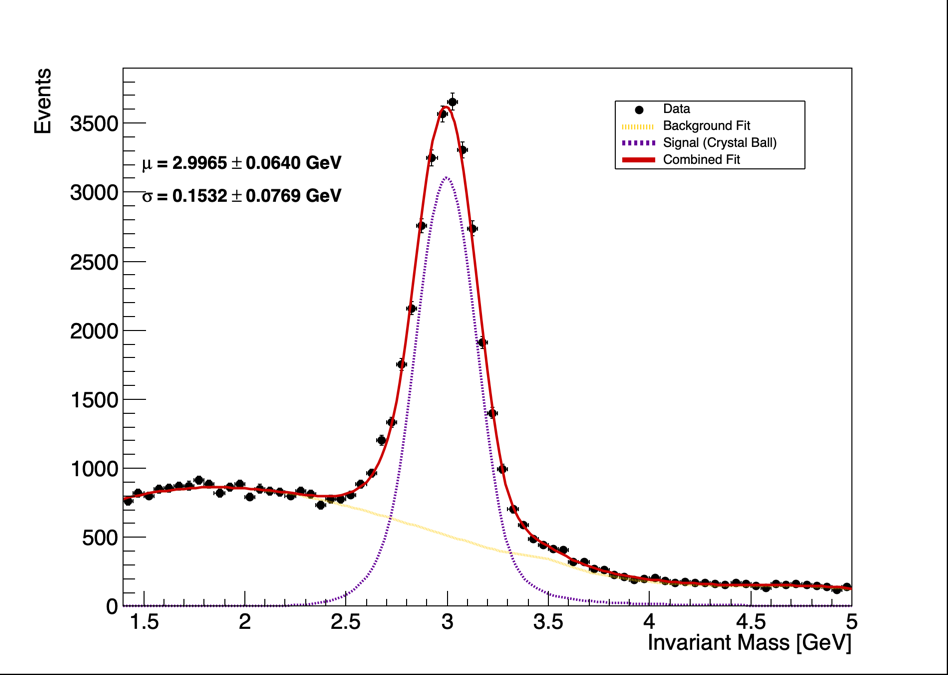 Events
3500
3000
2500
2000
1500
1000
500
0
μ = 2.9965 ± 0.0640 GeV
σ = 0.1532 ± 0.0769 GeV
Data
Background Fit
Signal (Crystal Ball)
Combined Fit
1.5 2 2.5 3 3.5 4 4.5 5
Invariant Mass [GeV]